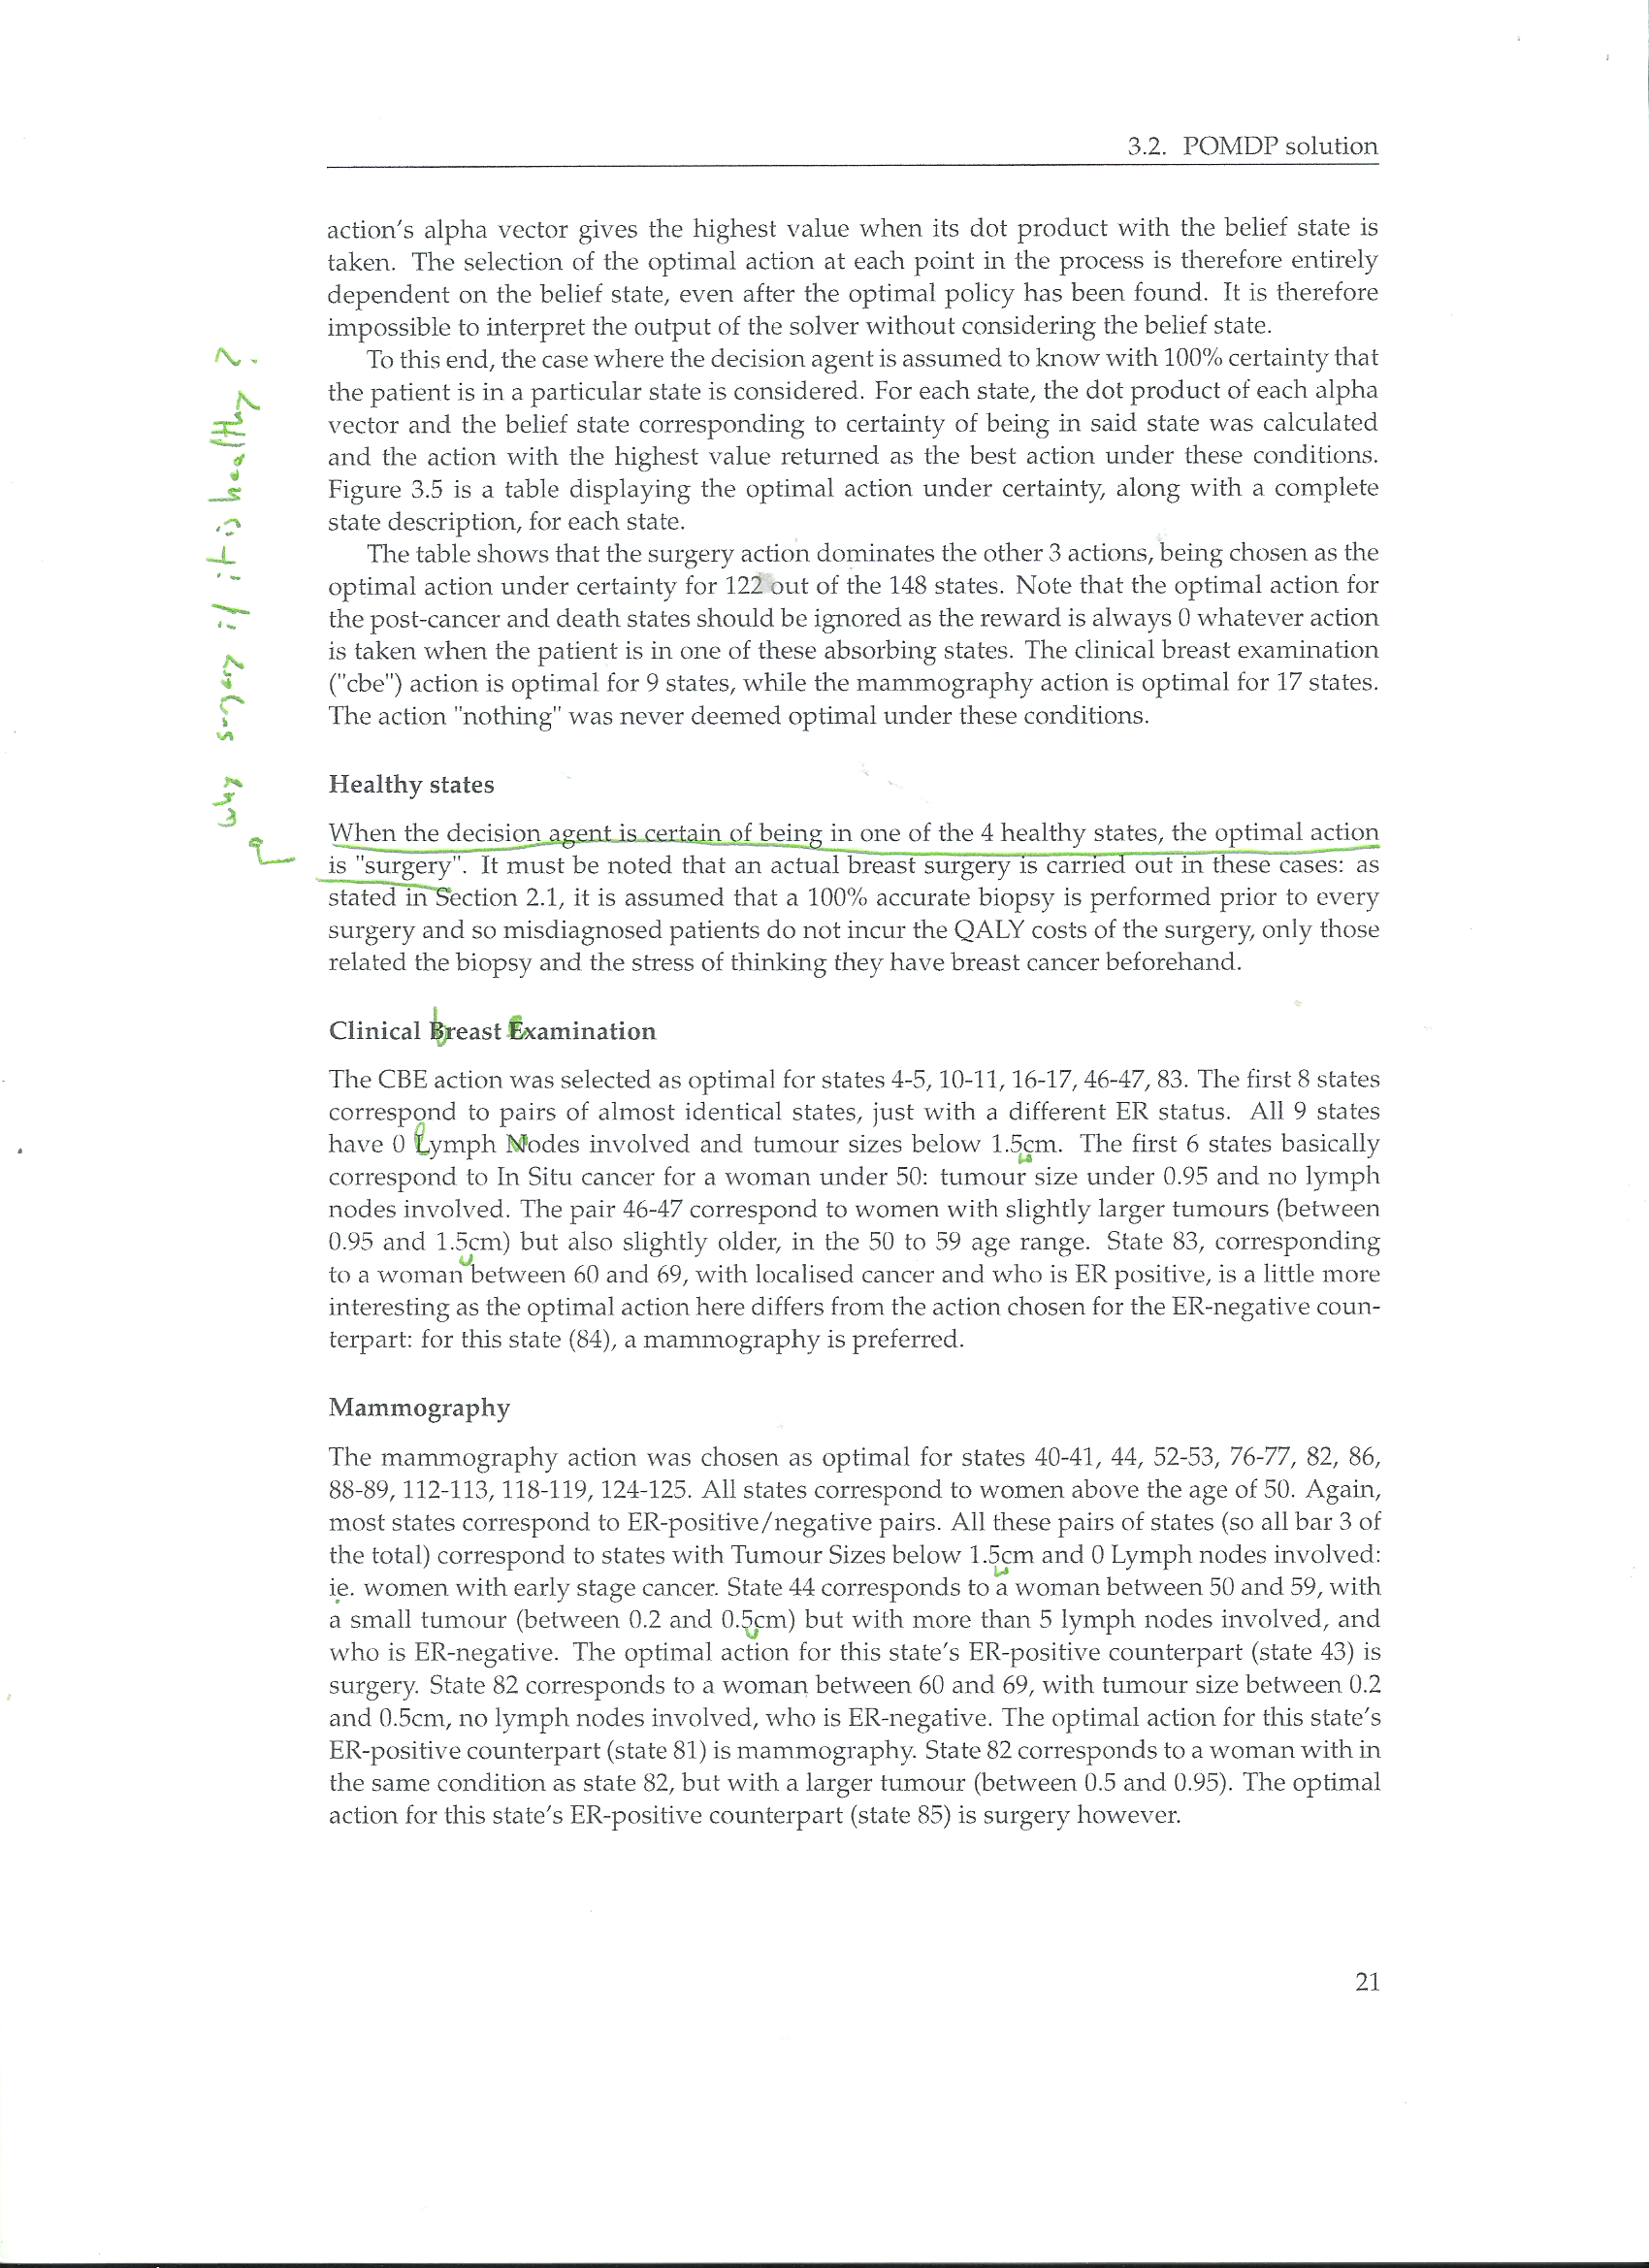 3.2. POMDP solution
action's alpha vector gives the highest value when its dot product with the belief state is
taken. The selection of the optimal action at each point in the process is therefore entirely
dependent on the belief state, even after the optimal policy has been found. It is therefore
impossible to interpret the output of the solver without considering the belief state.
To this end, the case where the decision agent is assumed to know with 100% certainty that
the patient is in a particular state is considered. For each state, the dot product of each alpha
vector and the belief state corresponding to certainty of being in said state was calculated
and the action with the highest value returned as the best action under these conditions.
Figure 3.5 is a table displaying the optimal action under certainty, along with a complete
state description, for each state.
The table shows that the surgery action dominates the other 3 actions, being chosen as the
optimal action under certainty for 122 out of the 148 states. Note that the optimal action for
the post-cancer and death states should be ignored as the reward is always 0 whatever action
is taken when the patient is in one of these absorbing states. The clinical breast examination
("cbe") action is optimal for 9 states, while the mammography action is optimal for 17 states.
The action "nothing" was never deemed optimal under these conditions.
why surgery if it is healthy ?
Healthy states
When the decision agent is certain of being in one of the 4 healthy states, the optimal action
is "surgery". It must be noted that an actual breast surgery is carried out in these cases: as
stated in Section 2.1, it is assumed that a 100% accurate biopsy is performed prior to every
surgery and so misdiagnosed patients do not incur the QALY costs of the surgery, only those
related the biopsy and the stress of thinking they have breast cancer beforehand.
Clinical Breast Examination
The CBE action was selected as optimal for states 4-5, 10-11, 16-17, 46-47, 83. The first 8 states
correspond to pairs of almost identical states, just with a different ER status. All 9 states
have 0 Lymph Nodes involved and tumour sizes below 1.5cm. The first 6 states basically
correspond to In Situ cancer for a woman under 50: tumour size under 0.95 and no lymph
nodes involved. The pair 46-47 correspond to women with slightly larger tumours (between
0.95 and 1.5cm) but also slightly older, in the 50 to 59 age range. State 83, corresponding
to a woman between 60 and 69, with localised cancer and who is ER positive, is a little more
interesting as the optimal action here differs from the action chosen for the ER-negative coun-
terpart: for this state (84), a mammography is preferred.
Mammography
The mammography action was chosen as optimal for states 40-41, 44, 52-53, 76-77, 82, 86,
88-89, 112-113, 118-119, 124-125. All states correspond to women above the age of 50. Again,
most states correspond to ER-positive/negative pairs. All these pairs of states (so all bar 3 of
the total) correspond to states with Tumour Sizes below 1.5cm and 0 Lymph nodes involved:
ie. women with early stage cancer. State 44 corresponds to a woman between 50 and 59, with
a small tumour (between 0.2 and 0.5cm) but with more than 5 lymph nodes involved, and
who is ER-negative. The optimal action for this state's ER-positive counterpart (state 43) is
surgery. State 82 corresponds to a woman between 60 and 69, with tumour size between 0.2
and 0.5cm, no lymph nodes involved, who is ER-negative. The optimal action for this state's
ER-positive counterpart (state 81) is mammography. State 82 corresponds to a woman with in
the same condition as state 82, but with a larger tumour (between 0.5 and 0.95). The optimal
action for this state's ER-positive counterpart (state 85) is surgery however.
21